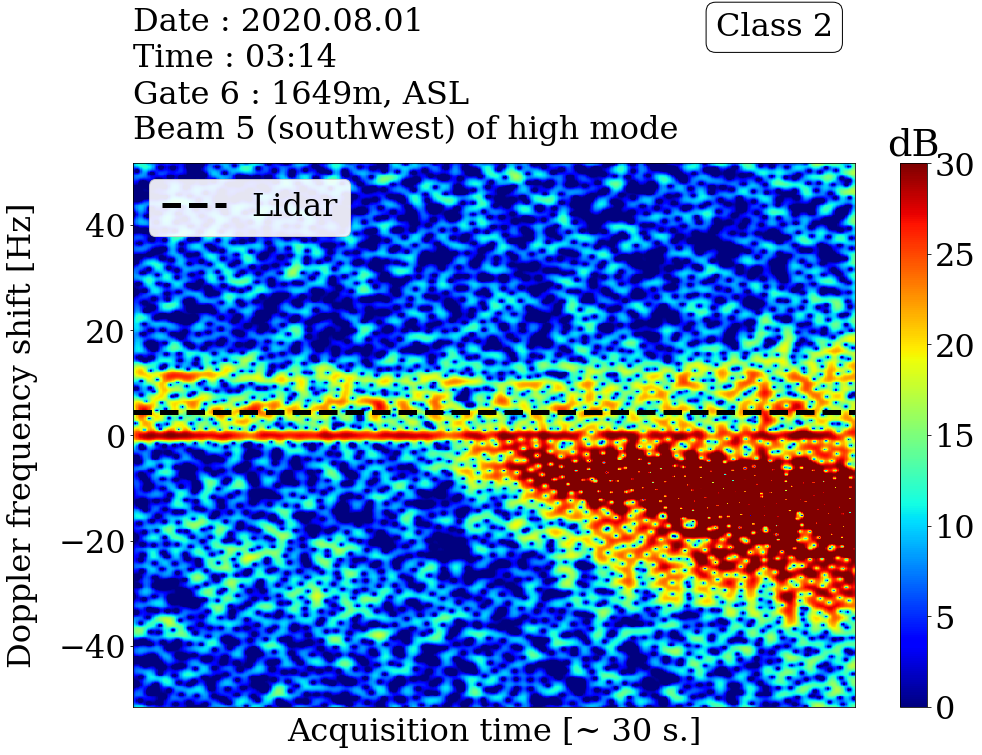 Date : 2020.08.01
Time : 03:14
Gate 6 : 1649m, ASL
Beam 5 (southwest) of high mode
Class 2
dB
Lidar
Doppler frequency shift [Hz]
40
20
0
−20
−40
Acquisition time [~ 30 s.]
30
25
20
15
10
5
0